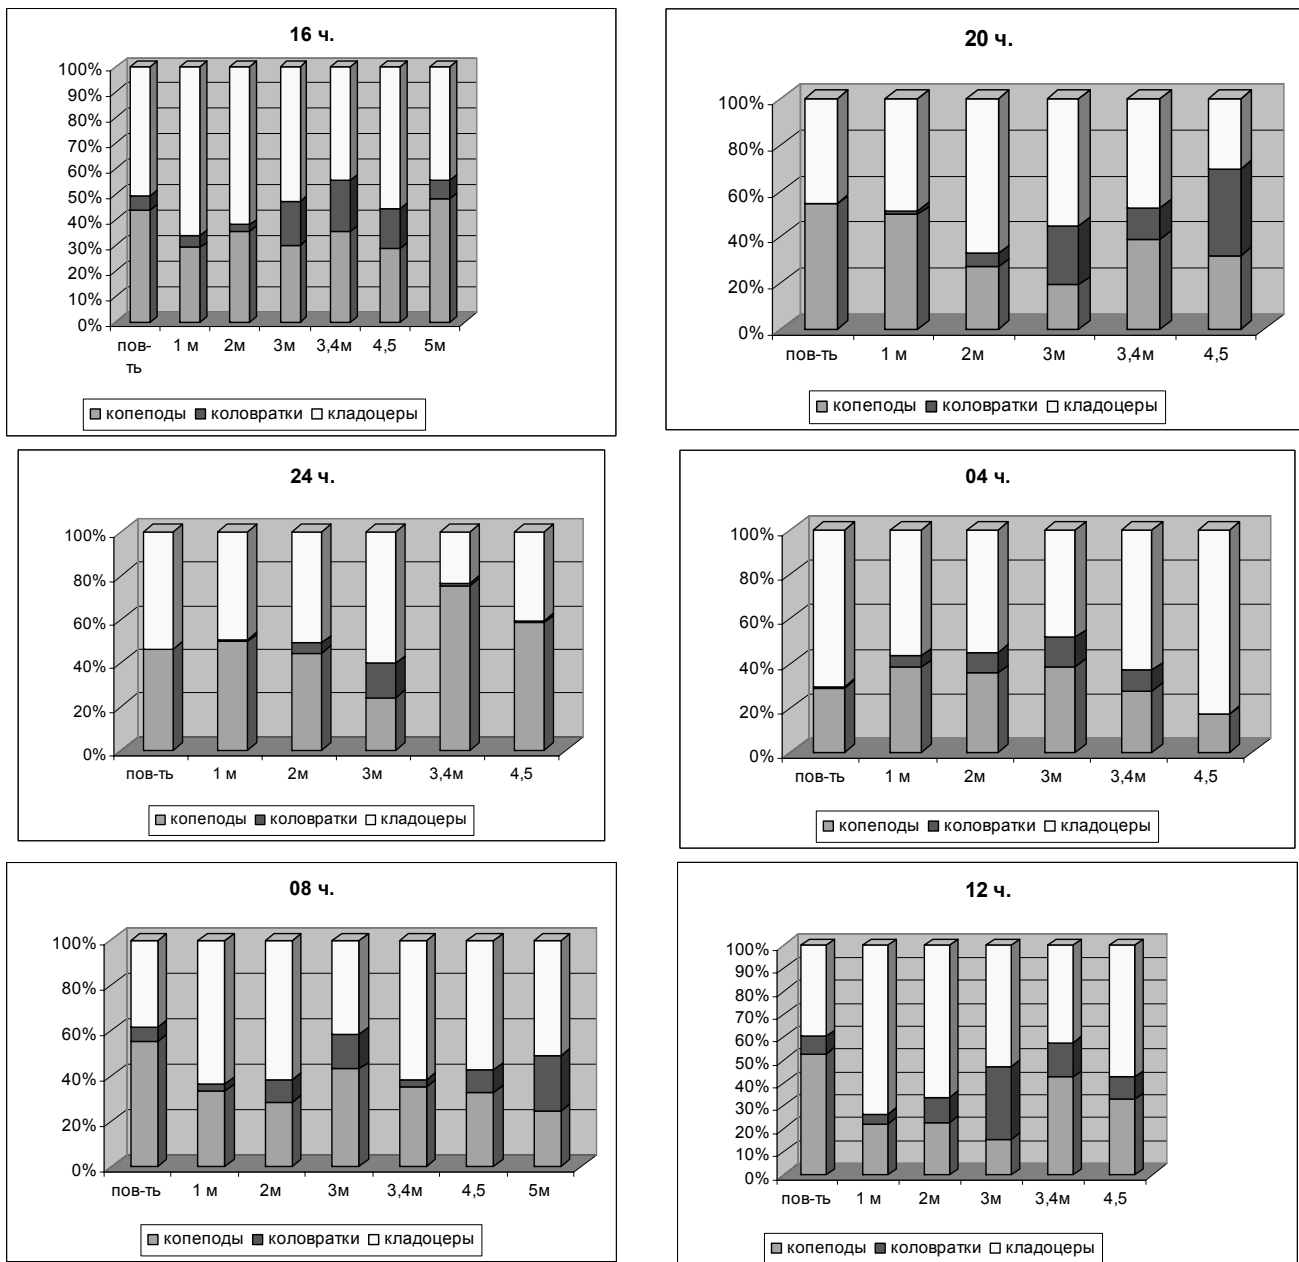 16 ч.
100%
90%
80%
70%
60%
50%
40%
30%
20%
10%
0%
пов-
ть
1 м 2м 3м 3,4м 4,5 5м
копеподы коловратки кладоцеры
20 ч.
100%
80%
60%
40%
20%
0%
пов-ть 1 м 2м 3м 3,4м 4,5
копеподы коловратки кладоцеры
24 ч.
100%
80%
60%
40%
20%
0%
пов-ть 1 м 2м 3м 3,4м 4,5
копеподы коловратки кладоцеры
04 ч.
100%
80%
60%
40%
20%
0%
пов-ть 1 м 2м 3м 3,4м 4,5
копеподы коловратки кладоцеры
08 ч.
100%
80%
60%
40%
20%
0%
пов-ть 1 м 2м 3м 3,4м 4,5 5м
копеподы коловратки кладоцеры
12 ч.
100%
90%
80%
70%
60%
50%
40%
30%
20%
10%
0%
пов-ть 1 м 2м 3м 3,4м 4,5
копеподы коловратки кладоцеры